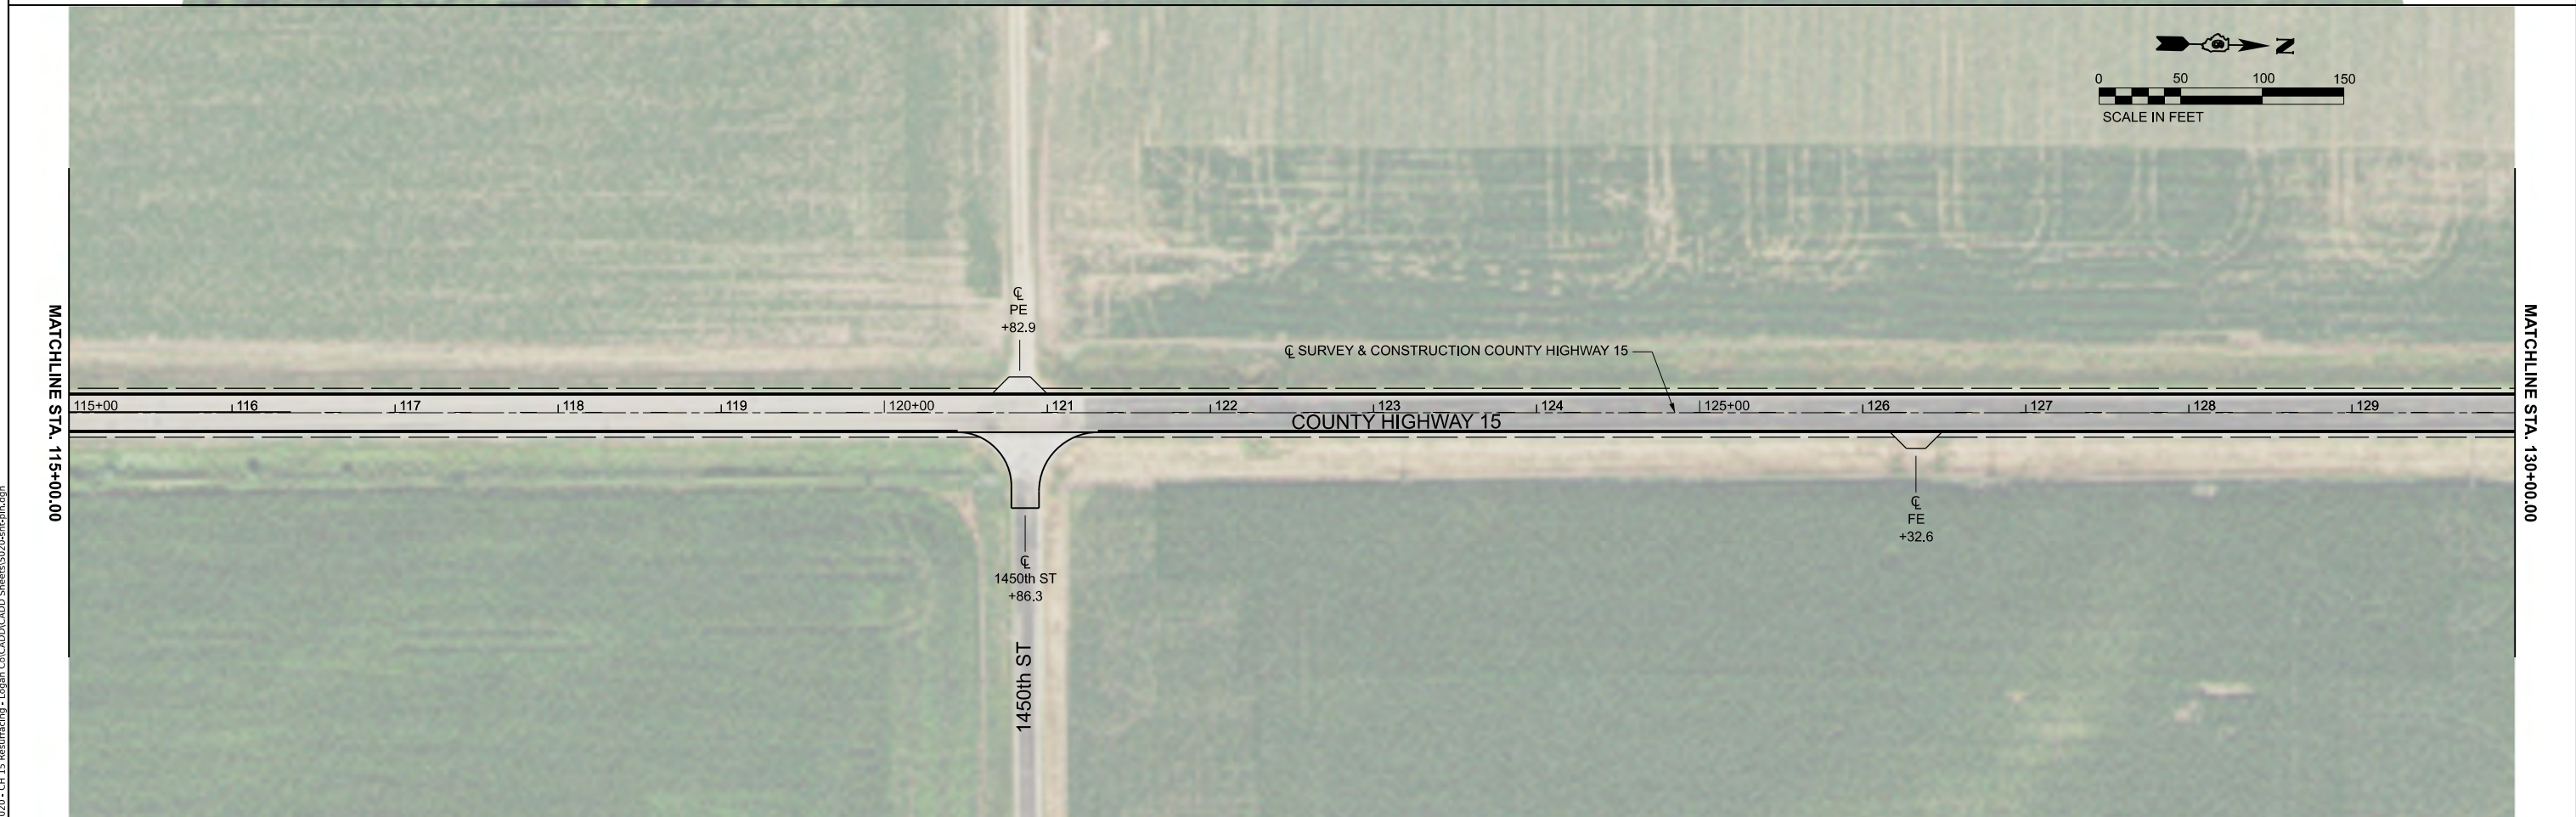 N
0 50 100 150
SCALE IN FEET
MATCHLINE STA. 115+00.00
MATCHLINE STA. 130+00.00
℄
PE
+82.9
℄ SURVEY & CONSTRUCTION COUNTY HIGHWAY 15
115+00 116 117 118 119 120+00 121 122 123 124 125+00 126 127 128 129
COUNTY HIGHWAY 15
℄
FE
+32.6
℄
1450th ST
+86.3
1450th ST